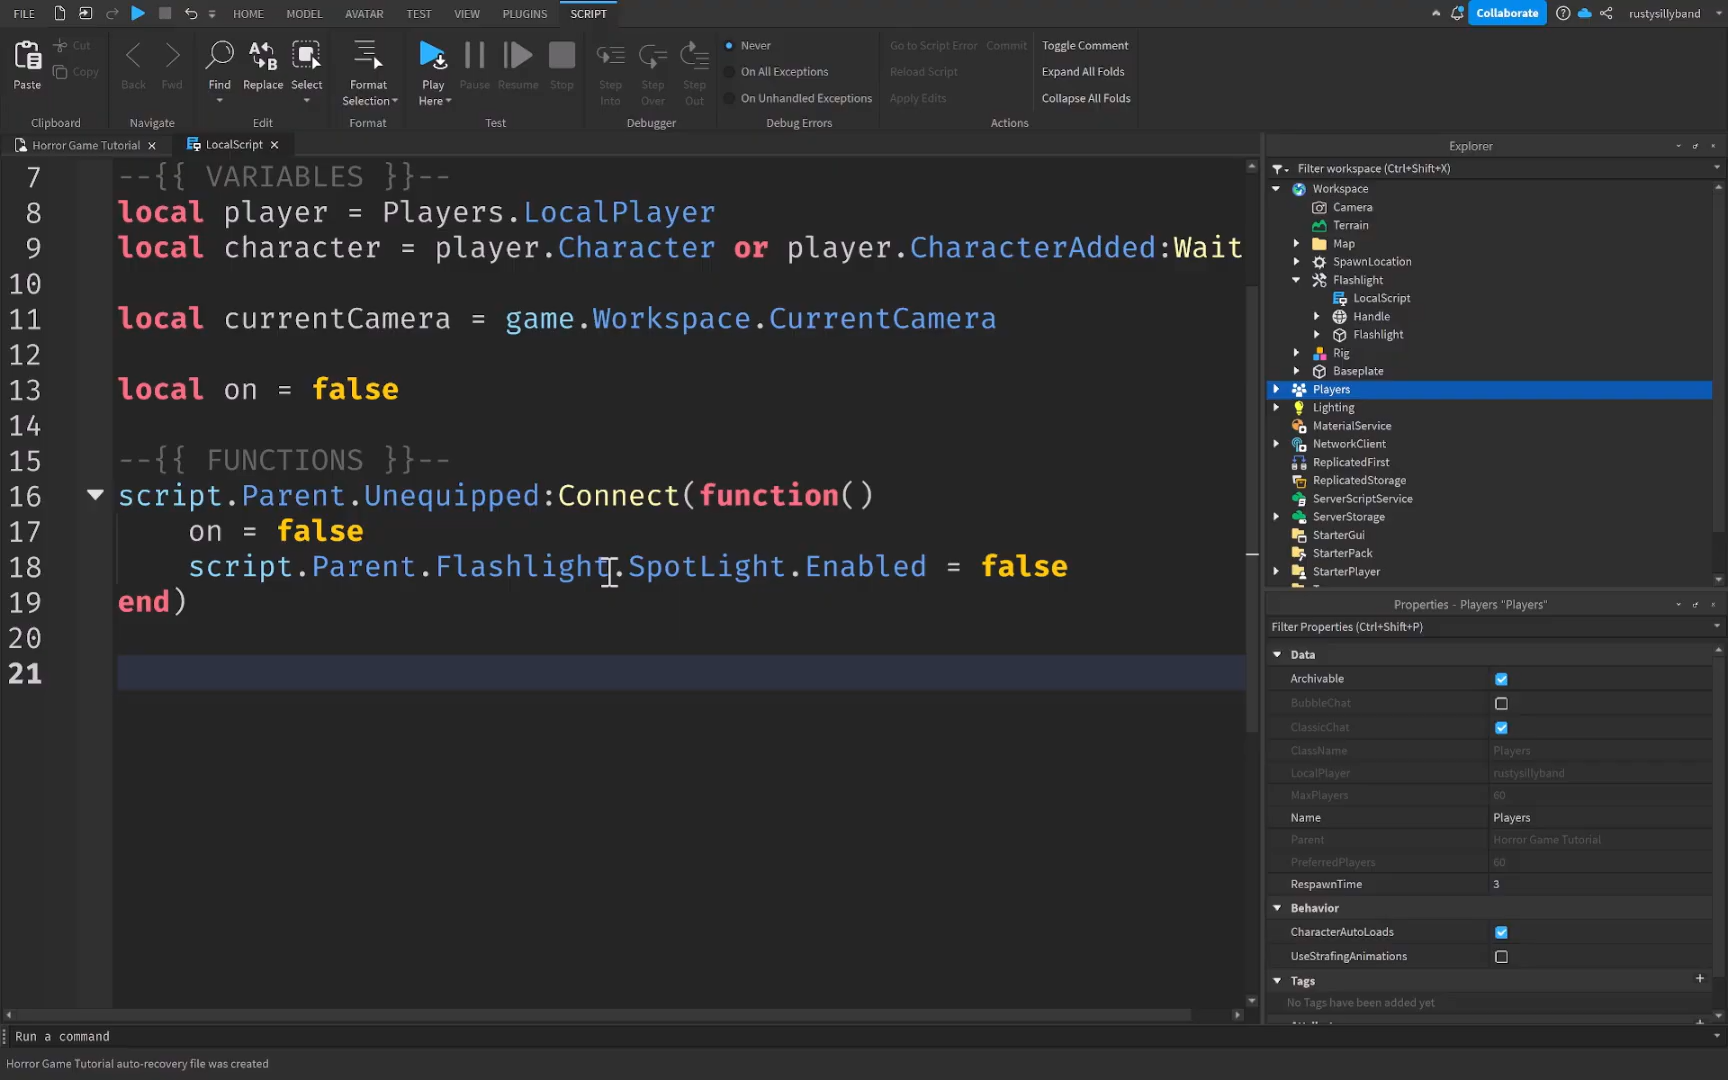 FILE HOME MODEL AVATAR TEST VIEW PLUGINS SCRIPT Collaborate rustysillyband
Paste Cut Copy
Clipboard
Back Fwd
Navigate
Find Replace Select
Edit
Format Selection
Format
Play Here Pause Resume Stop
Test
Step Into Step Over Step Out
Debugger
Never
On All Exceptions
On Unhandled Exceptions
Debug Errors
Go to Script Error Commit
Reload Script
Apply Edits
Toggle Comment
Expand All Folds
Collapse All Folds
Actions
Horror Game Tutorial × LocalScript ×
7 --{{ VARIABLES }}--
8 local player = Players.LocalPlayer
9 local character = player.Character or player.CharacterAdded:Wait
10
11 local currentCamera = game.Workspace.CurrentCamera
12
13 local on = false
14
15 --{{ FUNCTIONS }}--
16 script.Parent.Unequipped:Connect(function()
17 on = false
18 script.Parent.Flashlight.SpotLight.Enabled = false
19 end)
20
21
Explorer
Filter workspace (Ctrl+Shift+X)
Workspace
Camera
Terrain
Map
SpawnLocation
Flashlight
LocalScript
Handle
Flashlight
Rig
Baseplate
Players
Lighting
MaterialService
NetworkClient
ReplicatedFirst
ReplicatedStorage
ServerScriptService
ServerStorage
StarterGui
StarterPack
StarterPlayer
Properties - Players "Players"
Filter Properties (Ctrl+Shift+P)
Data
Archivable
BubbleChat
ClassicChat
ClassName Players
LocalPlayer rustysillyband
MaxPlayers 60
Name Players
Parent Horror Game Tutorial
PreferredPlayers 60
RespawnTime 3
Behavior
CharacterAutoLoads
UseStrafingAnimations
Tags +
No Tags have been added yet
Run a command
Horror Game Tutorial auto-recovery file was created